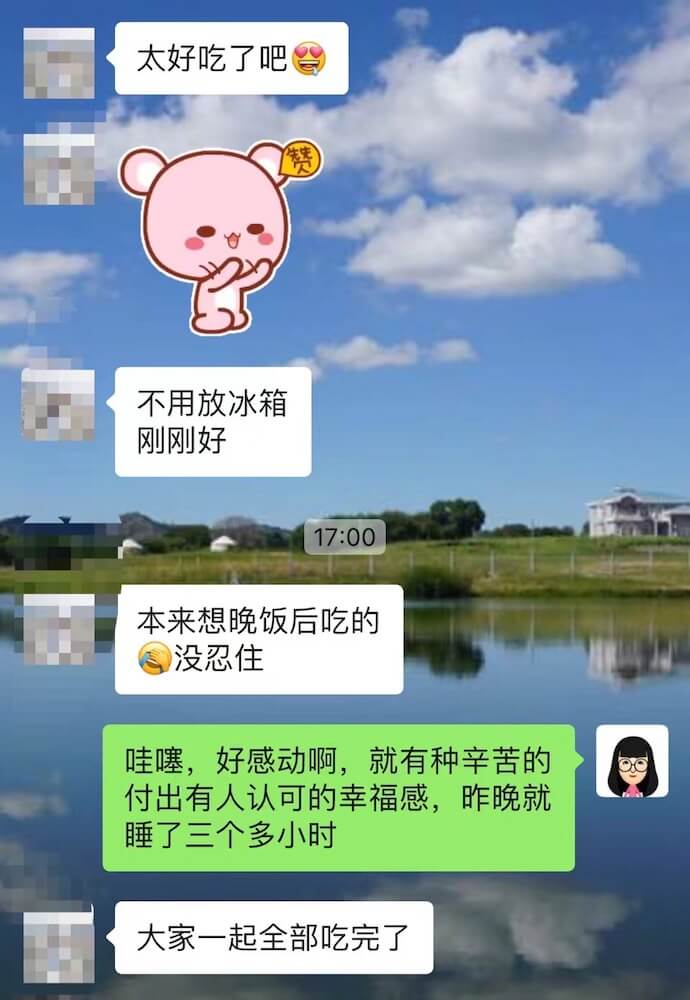 太好吃了吧
赞
不用放冰箱
刚刚好
17:00
本来想晚饭后吃的
没忍住
哇噻，好感动啊，就有种辛苦的
付出有人认可的幸福感，昨晚就
睡了三个多小时
大家一起全部吃完了